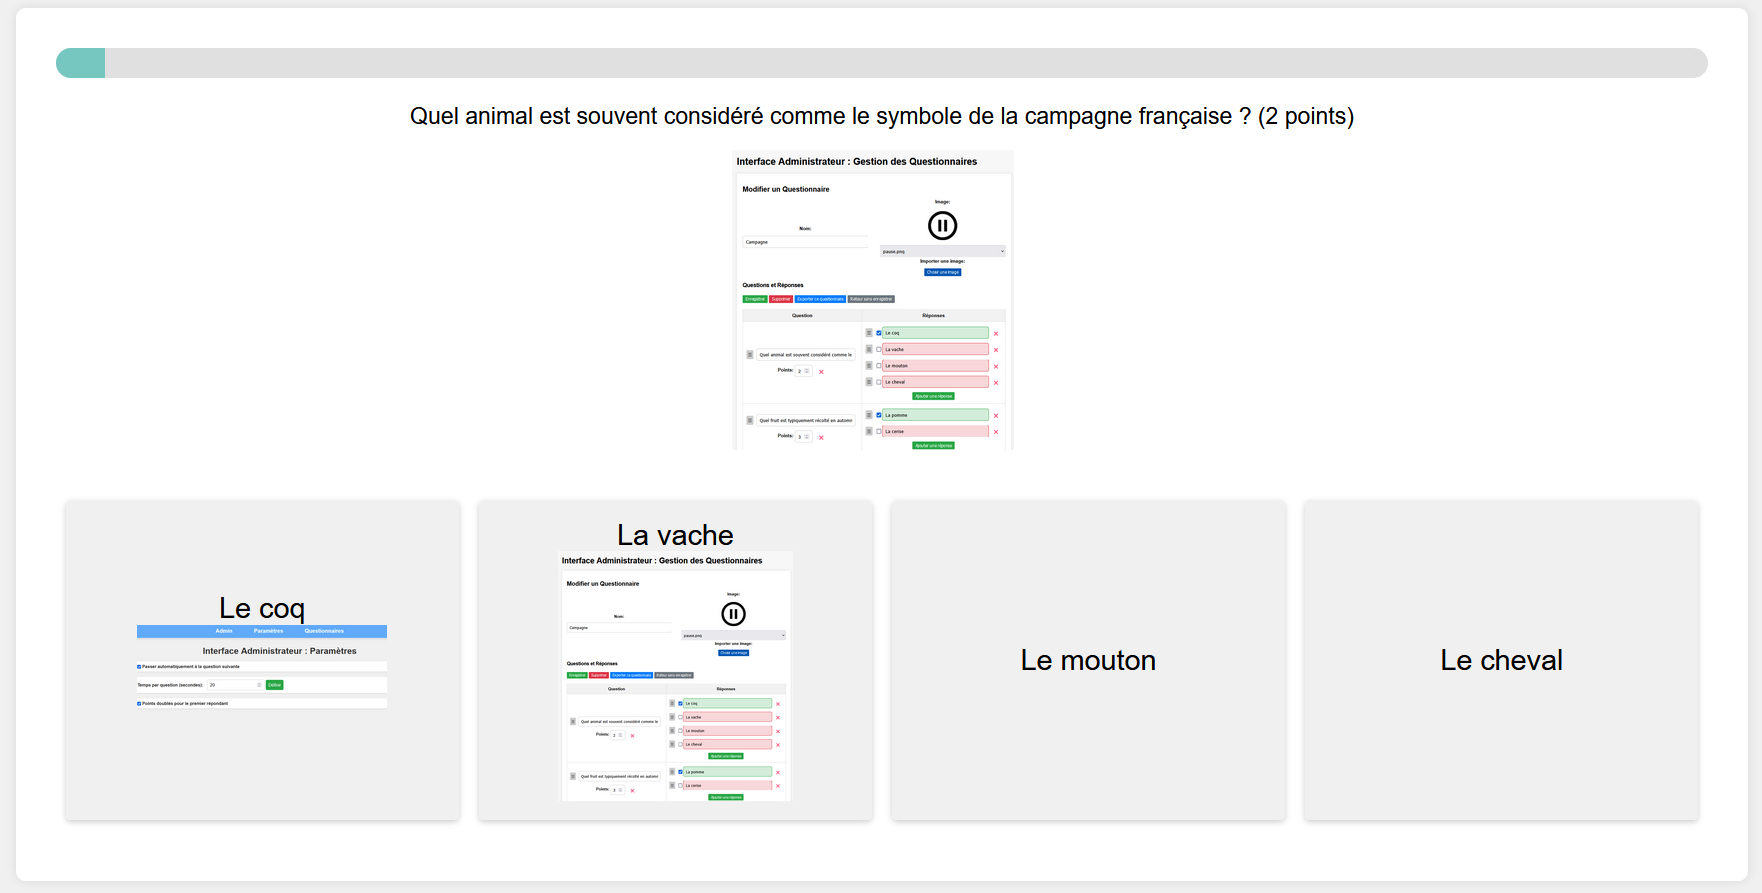 Quel animal est souvent considéré comme le symbole de la campagne française ? (2 points)
Interface Administrateur : Gestion des Questionnaires
Modifier un Questionnaire
Image:
Nom:
Campagne
pause.png
Importer une image:
Choisir une image
Questions et Réponses
Enregistrer Supprimer Exporter ce questionnaire Retour sans enregistrer
Question Réponses
Le coq
La vache
Quel animal est souvent considéré comme le
Le mouton
Points: 2
Le cheval
Ajouter une réponse
La pomme
Quel fruit est typiquement récolté en automn
La cerise
Points: 3
Ajouter une réponse
Le coq
Admin Paramètres Questionnaires
Interface Administrateur : Paramètres
Passer automatiquement à la question suivante
Temps per question (secondes): 20 Définir
Points doublés pour le premier répondant
La vache
Interface Administrateur : Gestion des Questionnaires
Modifier un Questionnaire
Image:
Nom:
Campagne
pause.png
Importer une image:
Choisir une image
Questions et Réponses
Enregistrer Supprimer Exporter ce questionnaire Retour sans enregistrer
Question Réponses
Le coq
La vache
Quel animal est souvent considéré comme le
Le mouton
Points: 2
Le cheval
Ajouter une réponse
La pomme
Quel fruit est typiquement récolté en automn
La cerise
Points: 3
Ajouter une réponse
Le mouton
Le cheval